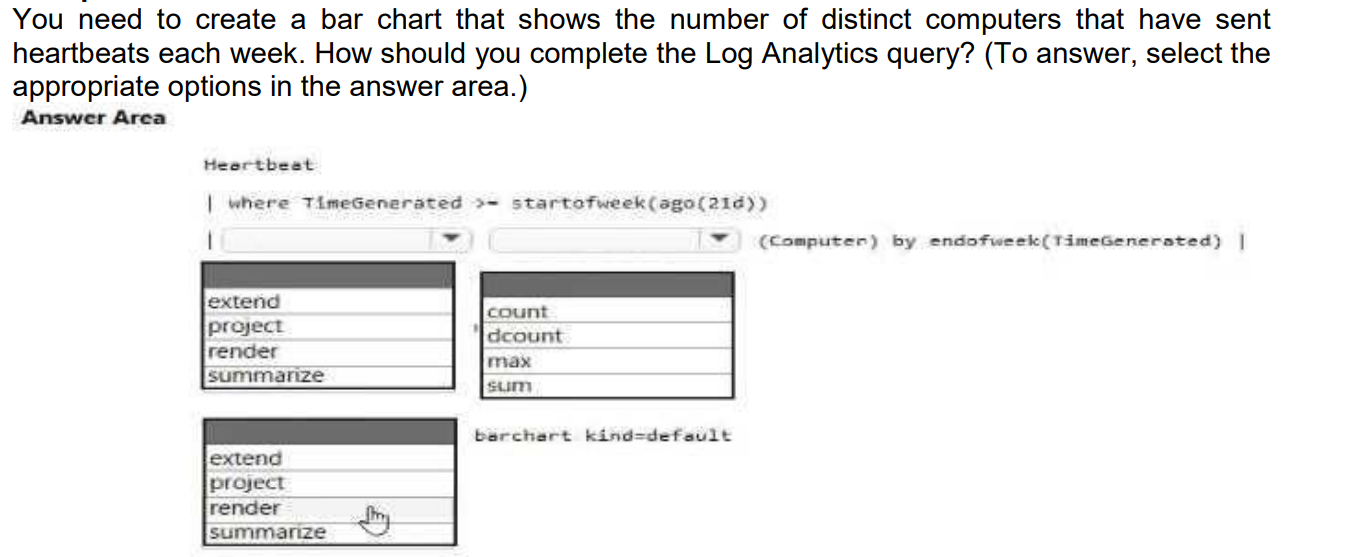 You need to create a bar chart that shows the number of distinct computers that have sent
heartbeats each week. How should you complete the Log Analytics query? (To answer, select the
appropriate options in the answer area.)
Answer Area
Heartbeat
| where TimeGenerated >= startofweek(ago(21d))
| (Computer) by endofweek(TimeGenerated) |
extend
project
render
summarize
count
dcount
max
sum
barchart kind=default
extend
project
render
summarize